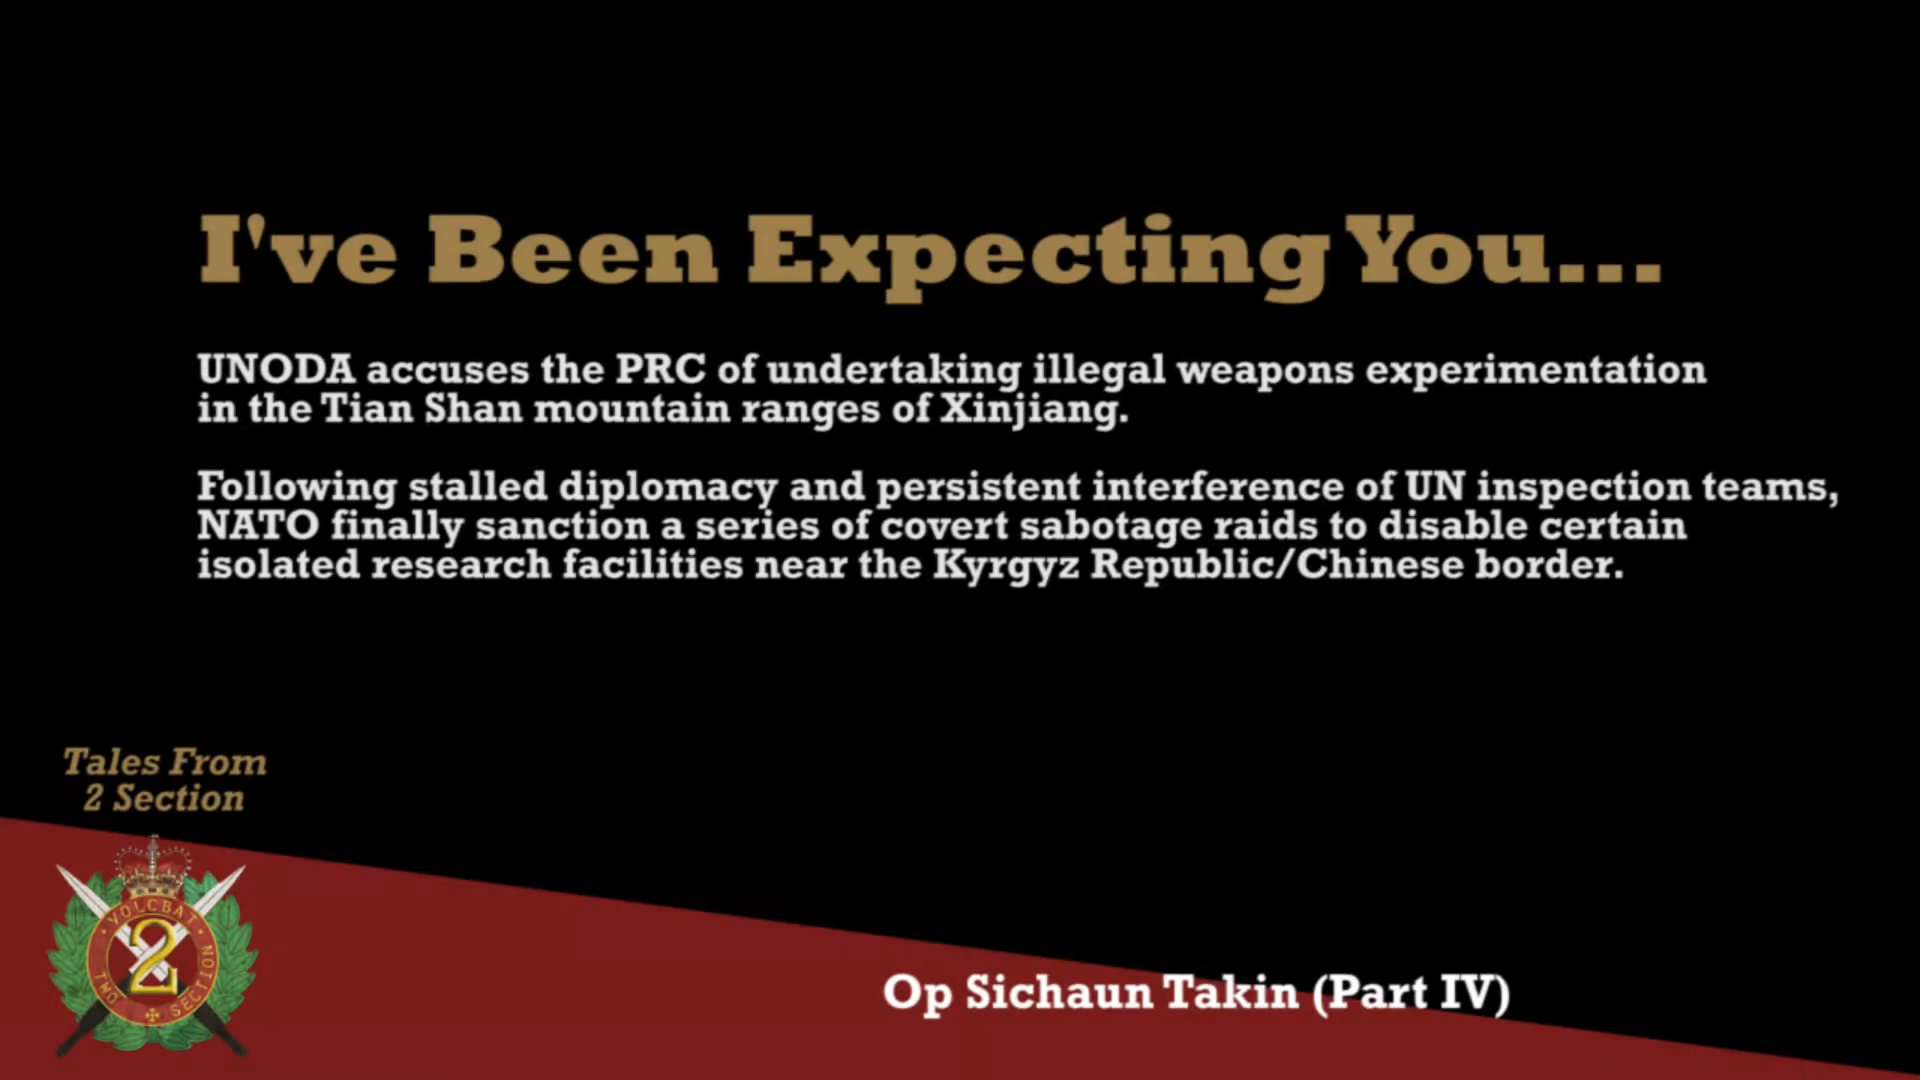 I've Been Expecting You...
UNODA accuses the PRC of undertaking illegal weapons experimentation
in the Tian Shan mountain ranges of Xinjiang.
Following stalled diplomacy and persistent interference of UN inspection teams,
NATO finally sanction a series of covert sabotage raids to disable certain
isolated research facilities near the Kyrgyz Republic/Chinese border.
Tales From
2 Section
VOLCBAT
2
TWO SECTION
Op Sichaun Takin (Part IV)